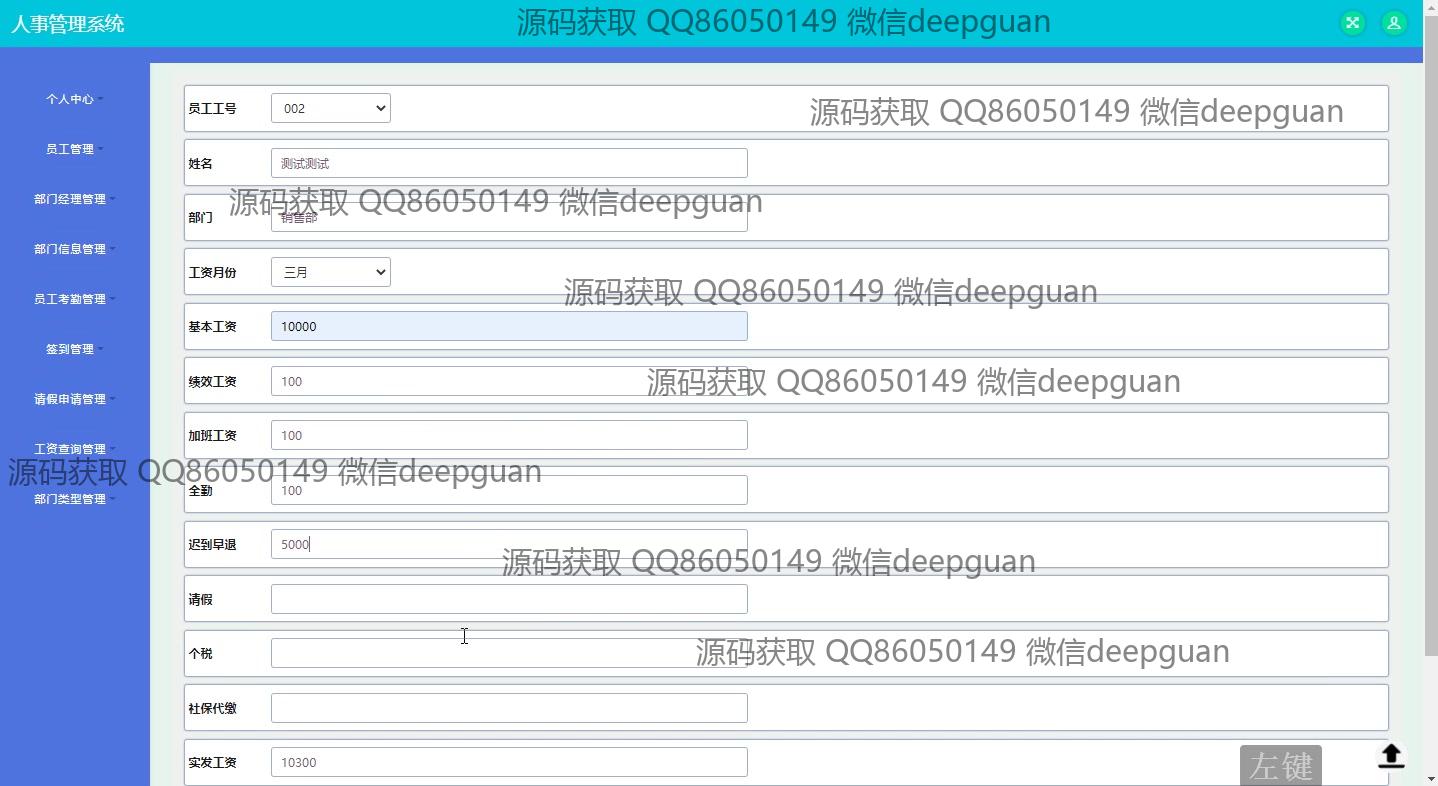 人事管理系统
源码获取 QQ86050149 微信deepguan
个人中心
员工管理
部门经理管理
部门信息管理
员工考勤管理
签到管理
请假申请管理
工资查询管理
部门类型管理
员工工号 002
源码获取 QQ86050149 微信deepguan
姓名 测试测试
源码获取 QQ86050149 微信deepguan
部门 销售部
工资月份 三月
源码获取 QQ86050149 微信deepguan
基本工资 10000
绩效工资 100
源码获取 QQ86050149 微信deepguan
加班工资 100
源码获取 QQ86050149 微信deepguan
全勤 100
迟到早退 5000
源码获取 QQ86050149 微信deepguan
请假
个税
源码获取 QQ86050149 微信deepguan
社保代缴
实发工资 10300
左键